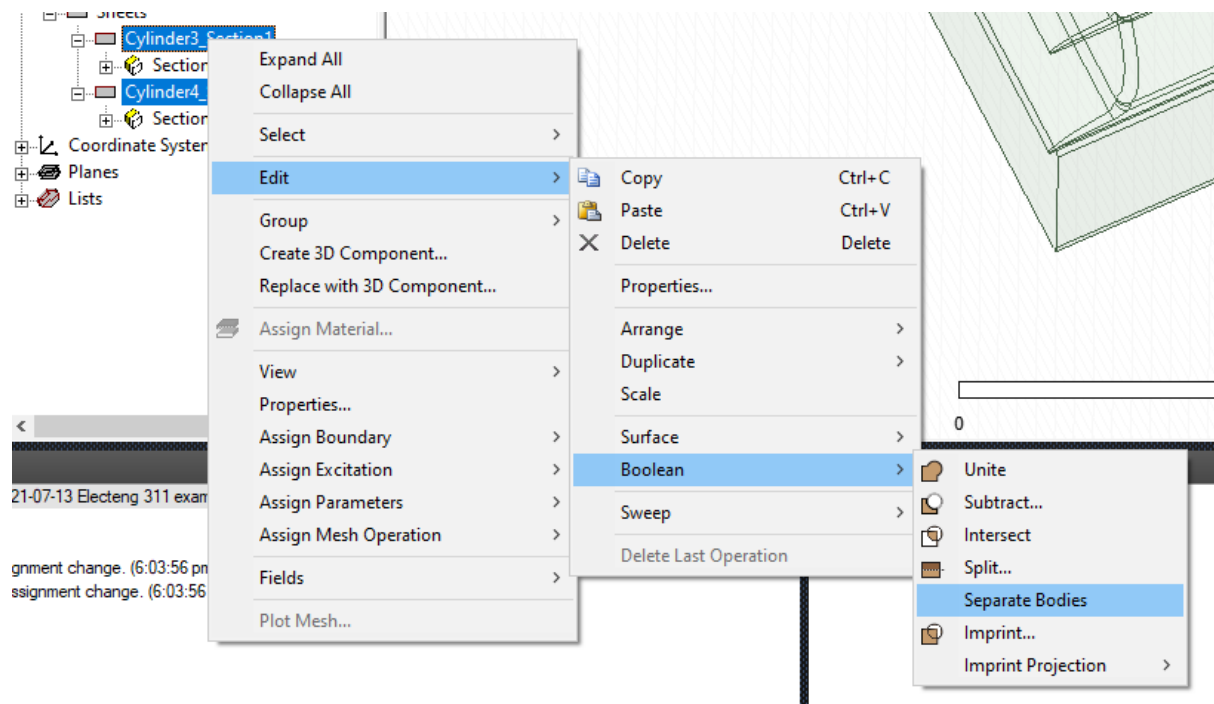 Sheets
Cylinder3_Section1
Section
Cylinder4_
Section
Coordinate Syster
Planes
Lists
Expand All
Collapse All
Select
Edit
Group
Create 3D Component...
Replace with 3D Component...
Assign Material...
View
Properties...
Assign Boundary
Assign Excitation
Assign Parameters
Assign Mesh Operation
Fields
Plot Mesh...
Copy Ctrl+C
Paste Ctrl+V
Delete Delete
Properties...
Arrange
Duplicate
Scale
Surface
Boolean
Sweep
Delete Last Operation
Unite
Subtract...
Intersect
Split...
Separate Bodies
Imprint...
Imprint Projection
0
21-07-13 Electeng 311 exam
gnment change. (6:03:56 pm
ssignment change. (6:03:56